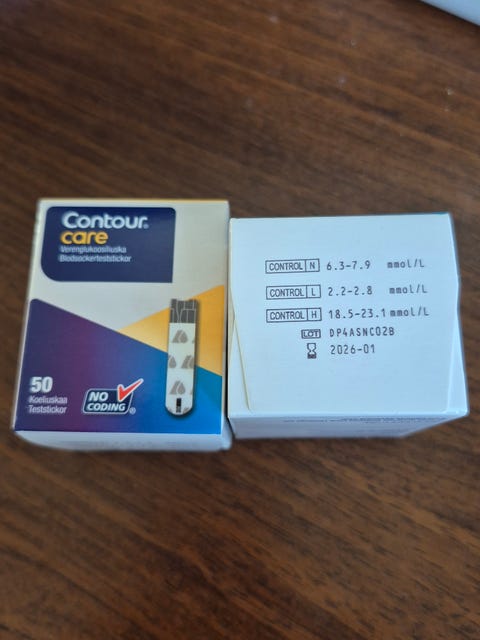 Contour®
care
Verenglukoosiliuska
Blodsockerteststickor
50
Koeliuskaa
Teststickor
NO
CODING®
CONTROL N 6.3-7.9 mmol/L
CONTROL L 2.2-2.8 mmol/L
CONTROL H 18.5-23.1 mmol/L
LOT DP4ASNC02B
2026-01